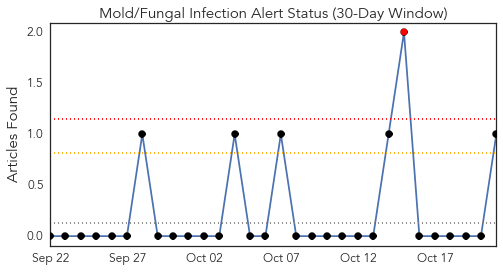 Mold/Fungal Infection Alert Status (30-Day Window)
Articles Found
2.0
1.5
1.0
0.5
0.0
Sep 22 Sep 27 Oct 02 Oct 07 Oct 12 Oct 17